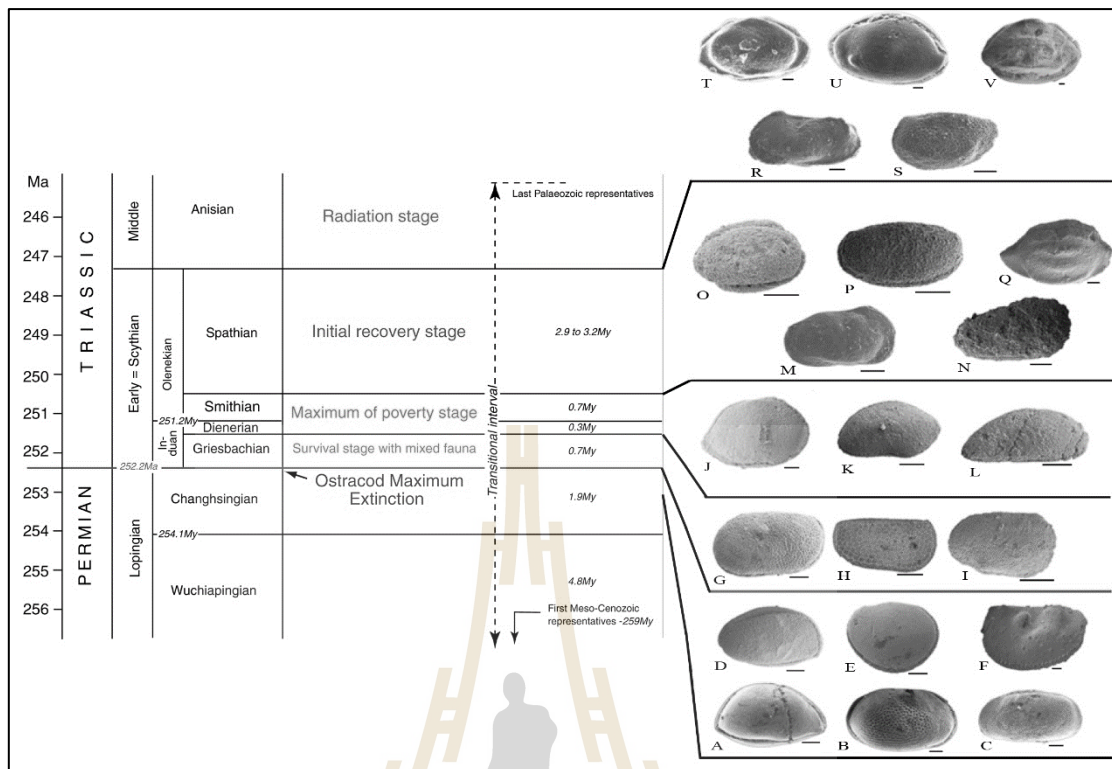 T U V
R S
Ma
246
247
248
249
250
251
252
253
254
255
256
TRIASSIC
PERMIAN
Middle
Early = Scythian
Lopingian
Olenekian
In-
duan
Anisian
Spathian
Smithian
251.2My
Dienerian
Griesbachian
252.2Ma
Changhsingian
254.1My
Wuchiapingian
Radiation stage
Initial recovery stage
Maximum of poverty stage
Survival stage with mixed fauna
Ostracod Maximum
Extinction
Transitional interval
Last Palaeozoic representatives
2.9 to 3.2My
0.7My
0.3My
0.7My
1.9My
4.8My
First Meso-Cenozoic
representatives -259My
O P Q
M N
J K L
G H I
D E F
A B C